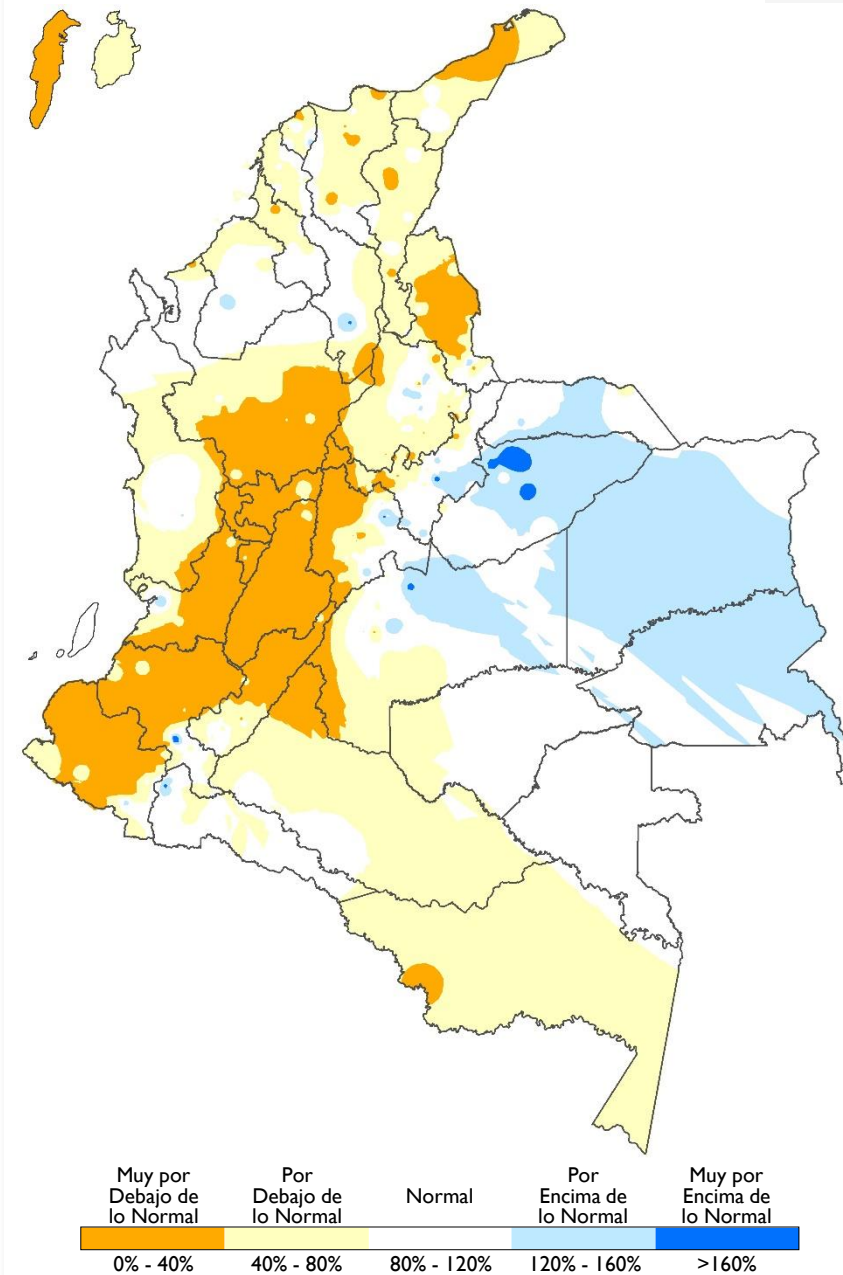 Muy por
Debajo de
lo Normal
Por
Debajo de
lo Normal
Normal
Por
Encima de
lo Normal
Muy por
Encima de
lo Normal
0% - 40%
40% - 80%
80% - 120%
120% - 160%
>160%